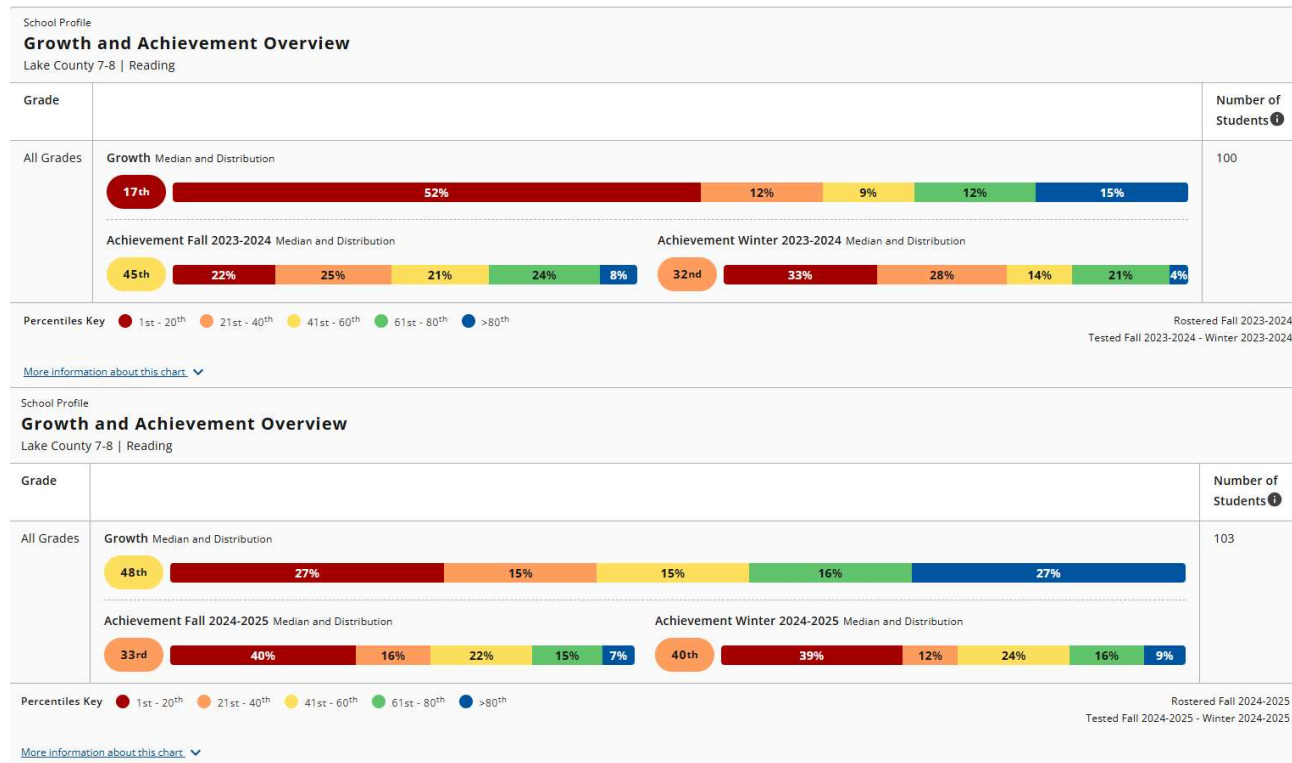 School Profile
Growth and Achievement Overview
Lake County 7-8 | Reading
Grade
Number of
Students
All Grades
Growth Median and Distribution
100
17th 52% 12% 9% 12% 15%
Achievement Fall 2023-2024 Median and Distribution
Achievement Winter 2023-2024 Median and Distribution
45th 22% 25% 21% 24% 8%
32nd 33% 28% 14% 21% 4%
Percentiles Key 1st - 20th 21st - 40th 41st - 60th 61st - 80th >80th
Rostered Fall 2023-2024
Tested Fall 2023-2024 - Winter 2023-2024
More information about this chart
School Profile
Growth and Achievement Overview
Lake County 7-8 | Reading
Grade
Number of
Students
All Grades
Growth Median and Distribution
103
48th 27% 15% 15% 16% 27%
Achievement Fall 2024-2025 Median and Distribution
Achievement Winter 2024-2025 Median and Distribution
33rd 40% 16% 22% 15% 7%
40th 39% 12% 24% 16% 9%
Percentiles Key 1st - 20th 21st - 40th 41st - 60th 61st - 80th >80th
Rostered Fall 2024-2025
Tested Fall 2024-2025 - Winter 2024-2025
More information about this chart